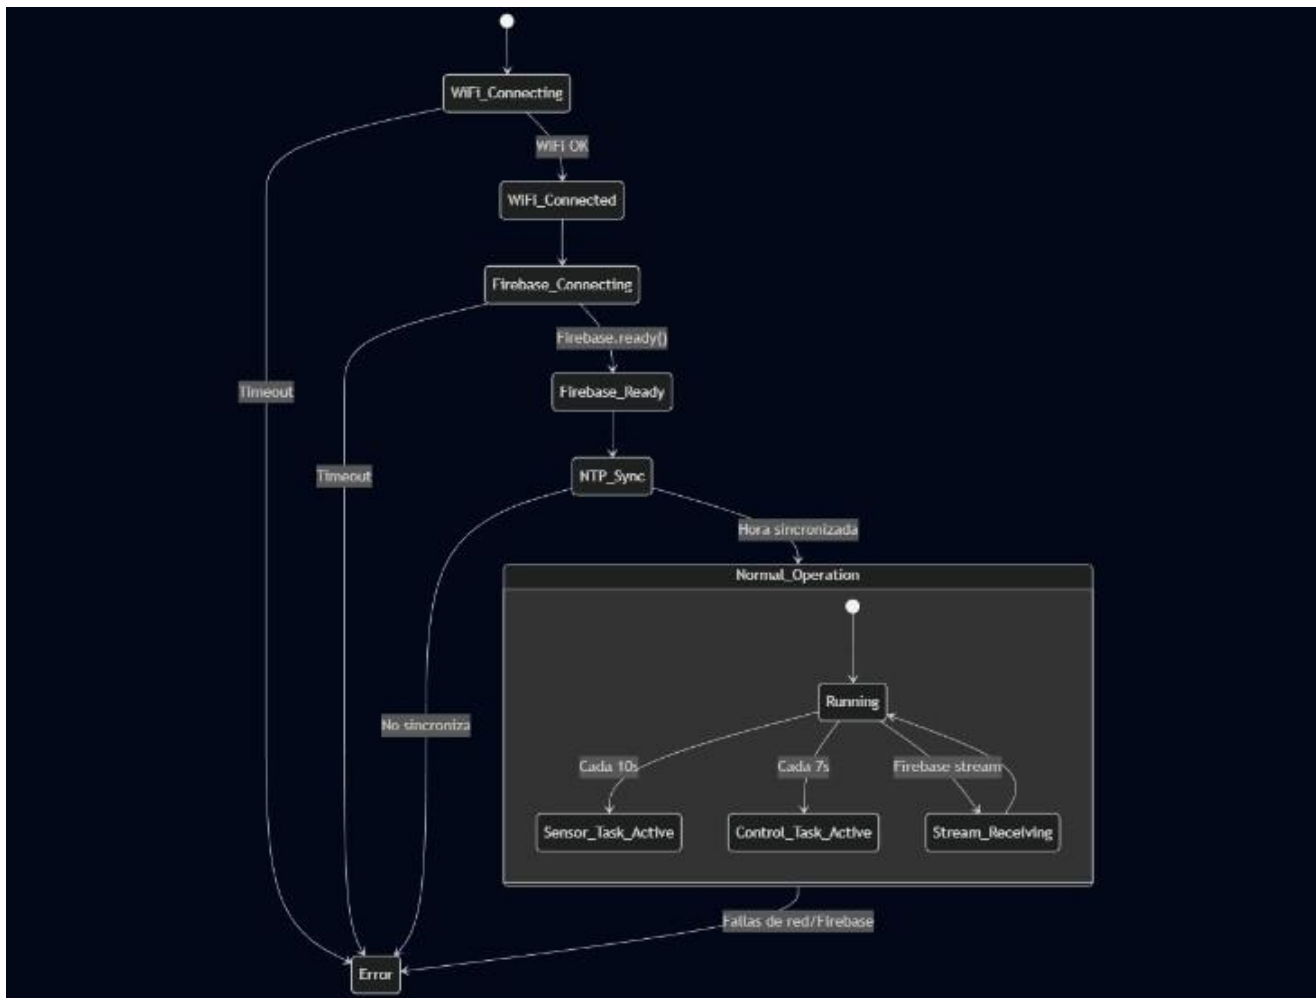 WiFi_Connecting
WiFi OK
WiFi_Connected
Firebase_Connecting
Firebase.ready()
Timeout
Firebase_Ready
Timeout
NTP_Sync
Hora sincronizada
Normal_Operation
Running
No sincroniza
Cada 10s
Cada 7s
Firebase stream
Sensor_Task_Active
Control_Task_Active
Stream_Receiving
Fallas de red/Firebase
Error